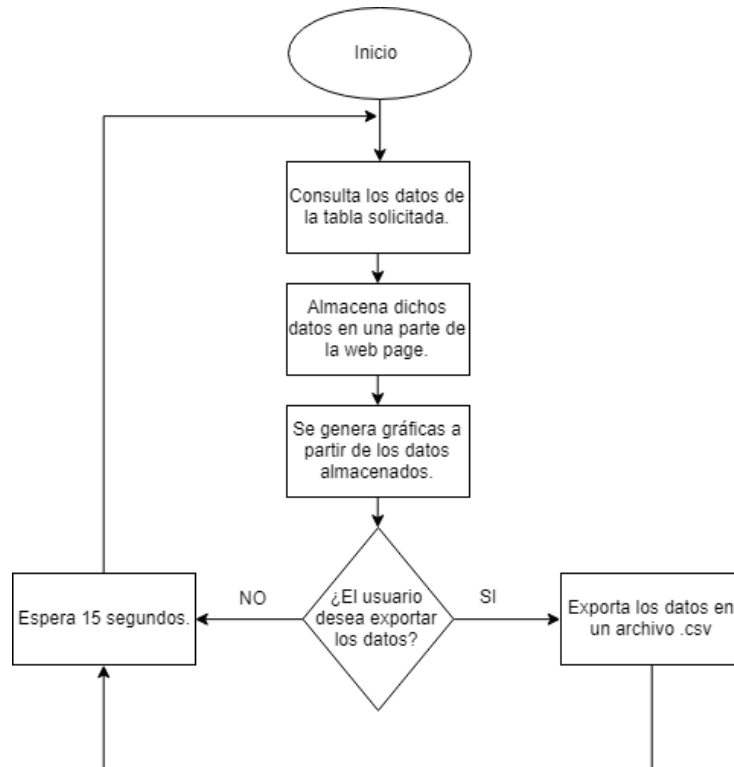 Inicio
Consulta los datos de
la tabla solicitada.
Almacena dichos
datos en una parte de
la web page.
Se genera gráficas a
partir de los datos
almacenados.
¿El usuario
desea exportar
los datos?
NO
SI
Espera 15 segundos.
Exporta los datos en
un archivo .csv